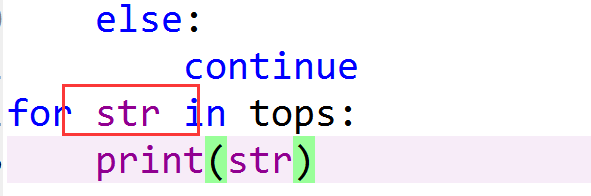 else:
continue
for str in tops:
print(str)